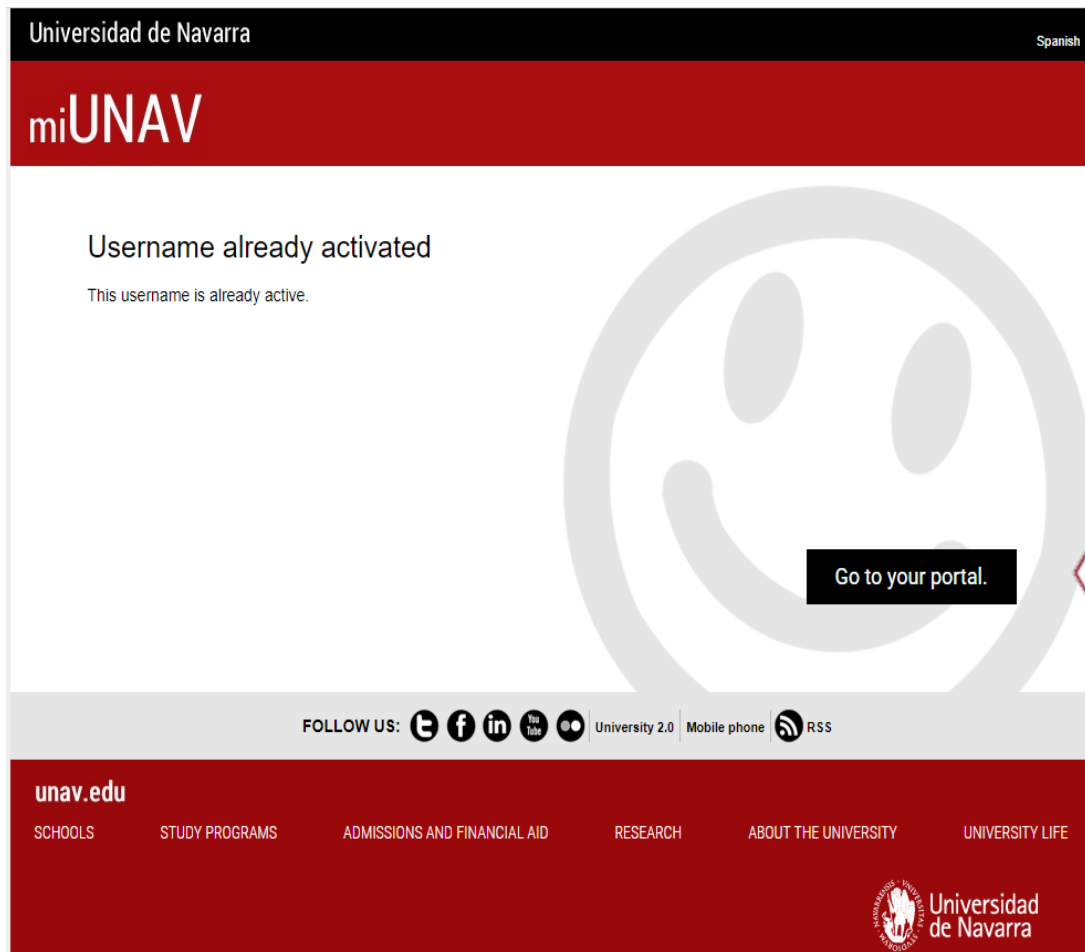 Universidad de Navarra
Spanish
miUNAV
Username already activated
This username is already active.
Go to your portal.
FOLLOW US: You Tube University 2.0 Mobile phone RSS
unav.edu
SCHOOLS STUDY PROGRAMS ADMISSIONS AND FINANCIAL AID RESEARCH ABOUT THE UNIVERSITY UNIVERSITY LIFE
Universidad
de Navarra